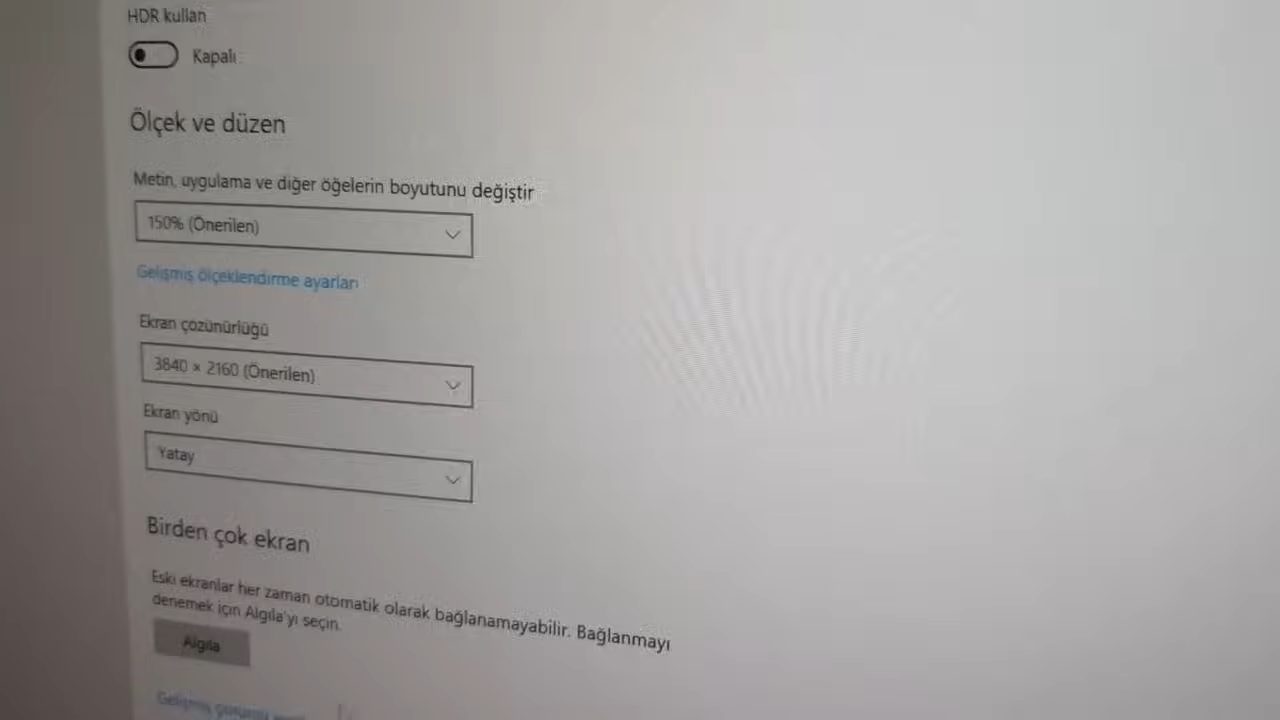 HDR kullan
Kapalı
Ölçek ve düzen
Metin, uygulama ve diğer öğelerin boyutunu değiştir
150% (Önerilen)
Gelişmiş ölçeklendirme ayarları
Ekran çözünürlüğü
3840 × 2160 (Önerilen)
Ekran yönü
Yatay
Birden çok ekran
Eski ekranlar her zaman otomatik olarak bağlanamayabilir. Bağlanmayı
denemek için Algıla'yı seçin.
Algıla
Gelişmiş